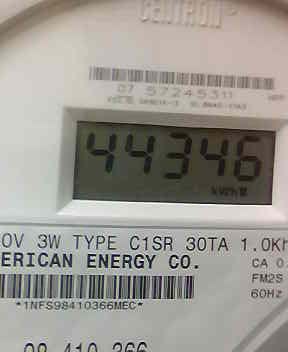 CENTRON®
07 57245311
44346
kWh
0V 3W TYPE C1SR 30TA 1.0Kh
ERICAN ENERGY CO.
CA 0.
FM2S
60Hz
*1NFS98410366MEC*
98 410 366